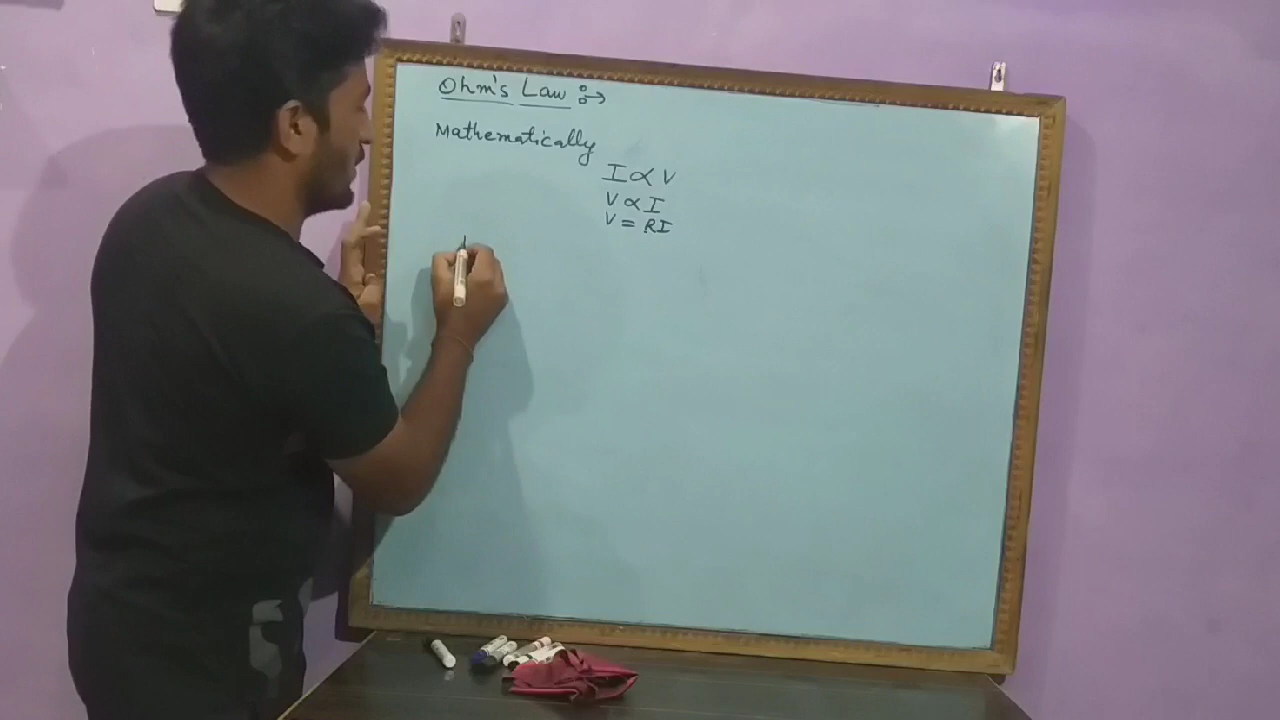 Ohm's Law :→
Mathematically
I ∝ V
V ∝ I
V = RI